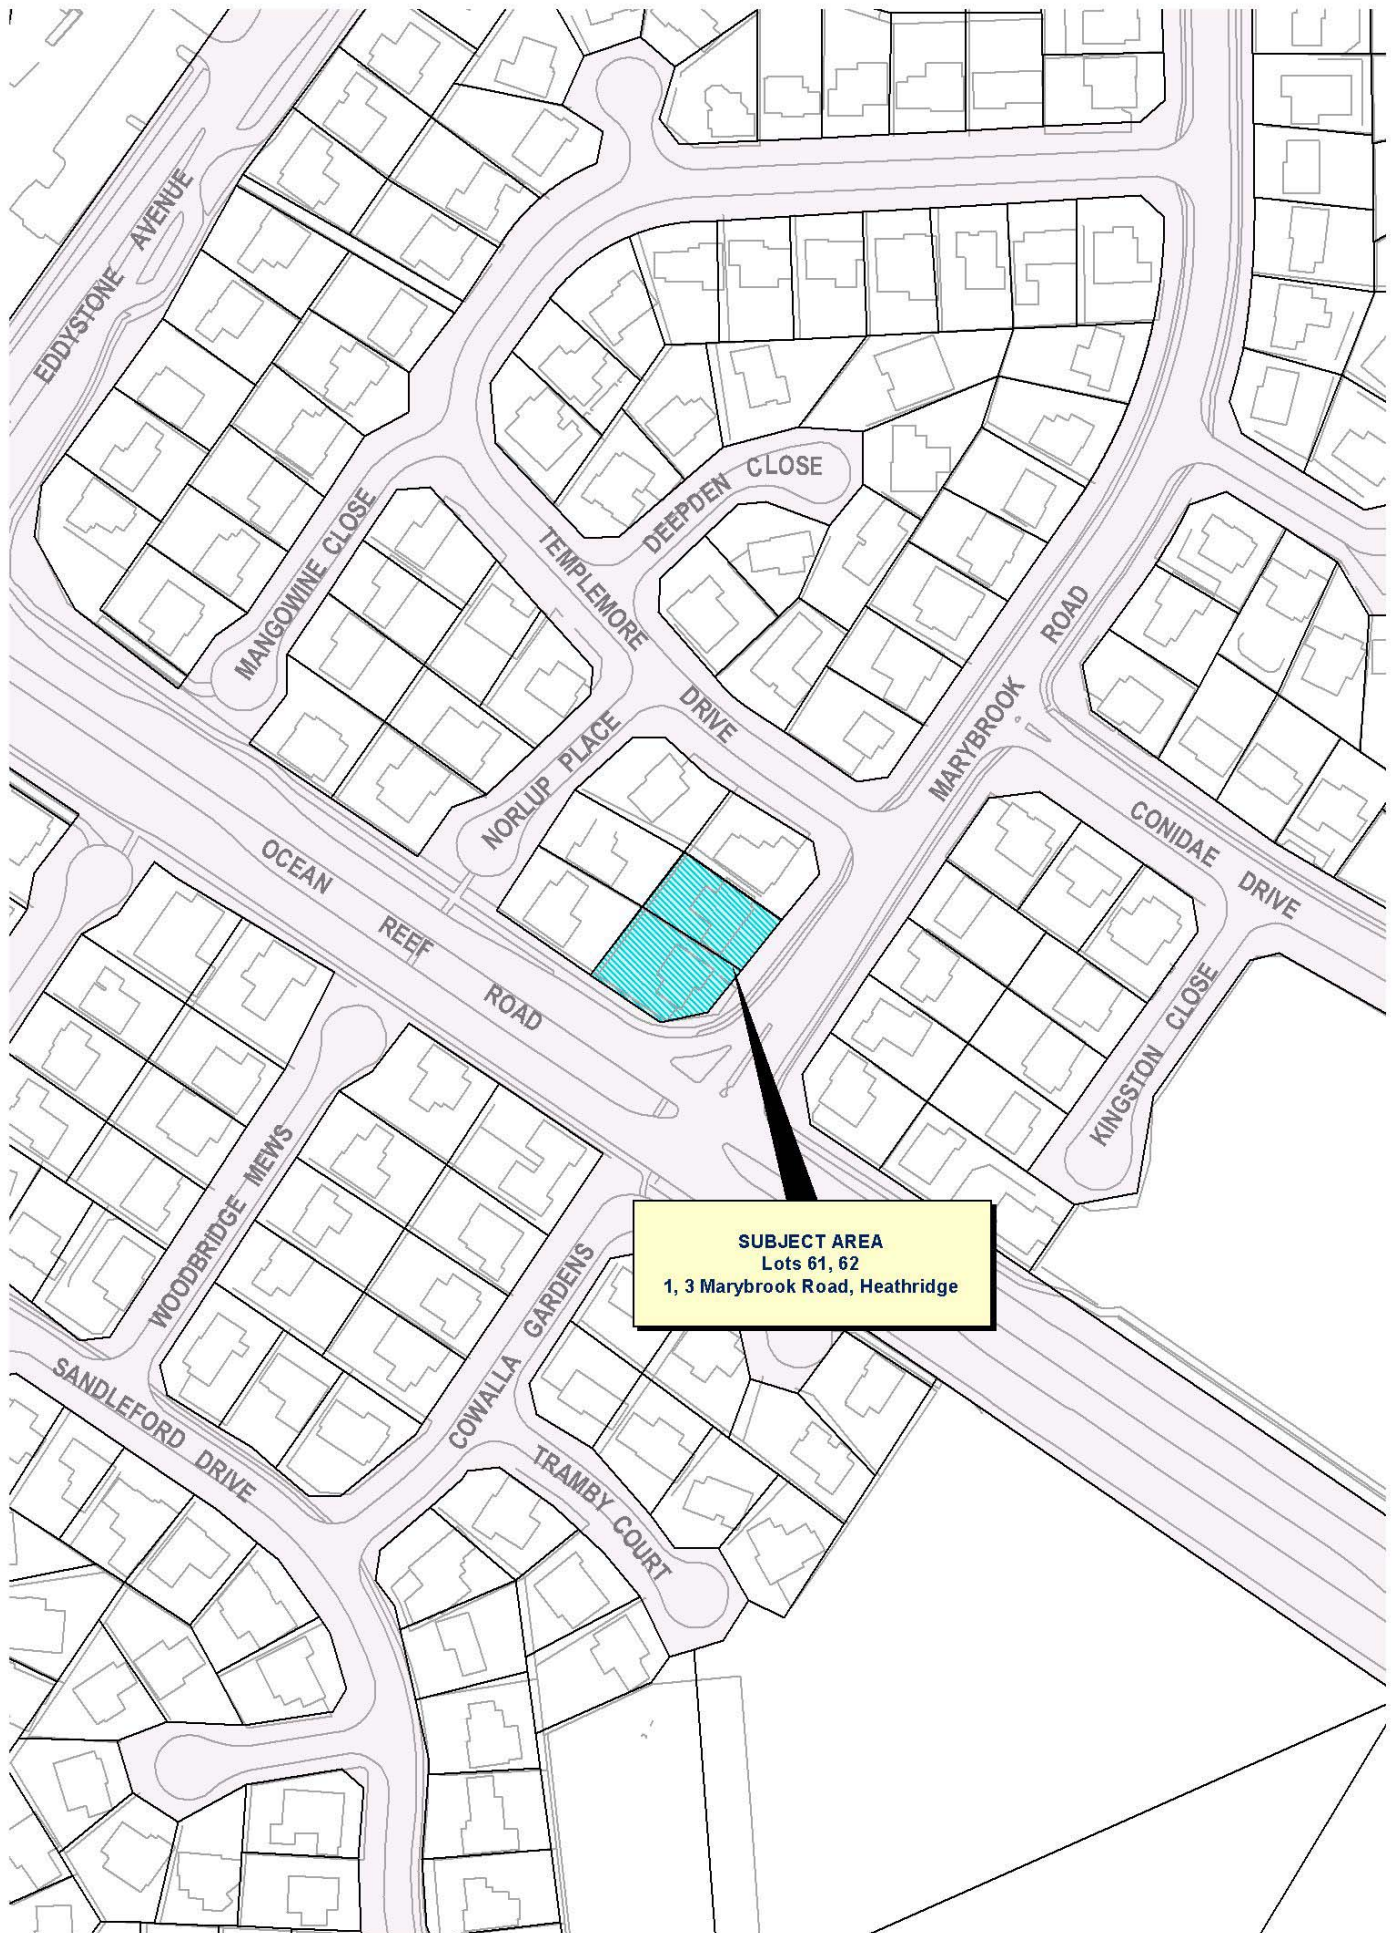 EDDYSTONE AVENUE
MANGOWINE CLOSE
DEEPDEN CLOSE
TEMPLEMORE DRIVE
NORLUP PLACE
MARYBROOK ROAD
CONIDAE DRIVE
KINGSTON CLOSE
OCEAN REEF ROAD
WOODBRIDGE MEWS
COWALLA GARDENS
SANDLEFORD DRIVE
TRAMBY COURT
SUBJECT AREA
Lots 61, 62
1, 3 Marybrook Road, Heathridge